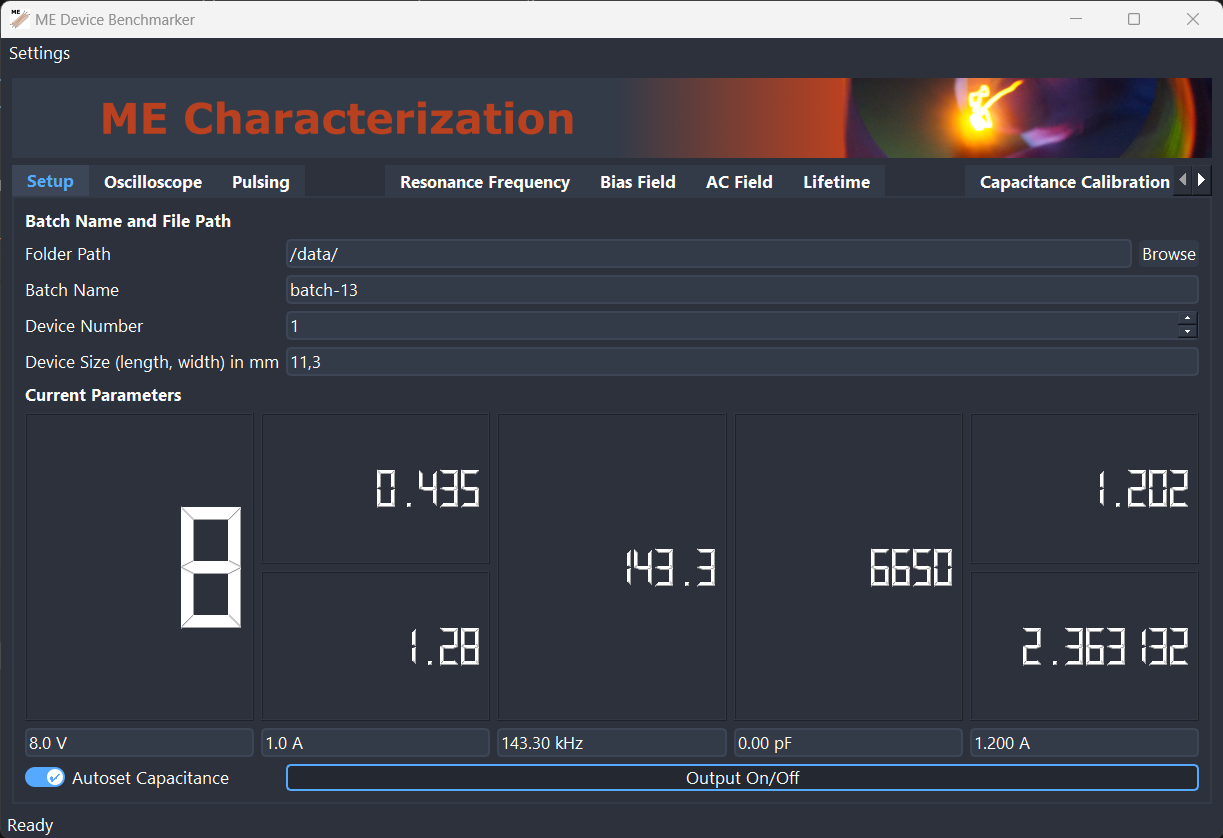 ME ME Device Benchmarker
Settings
ME Characterization
Setup Oscilloscope Pulsing Resonance Frequency Bias Field AC Field Lifetime Capacitance Calibration
Batch Name and File Path
Folder Path /data/ Browse
Batch Name batch-13
Device Number 1
Device Size (length, width) in mm 11,3
Current Parameters
0.435 1.202
8 143.3 6650
1.28 2.363132
8.0 V 1.0 A 143.30 kHz 0.00 pF 1.200 A
Autoset Capacitance Output On/Off
Ready